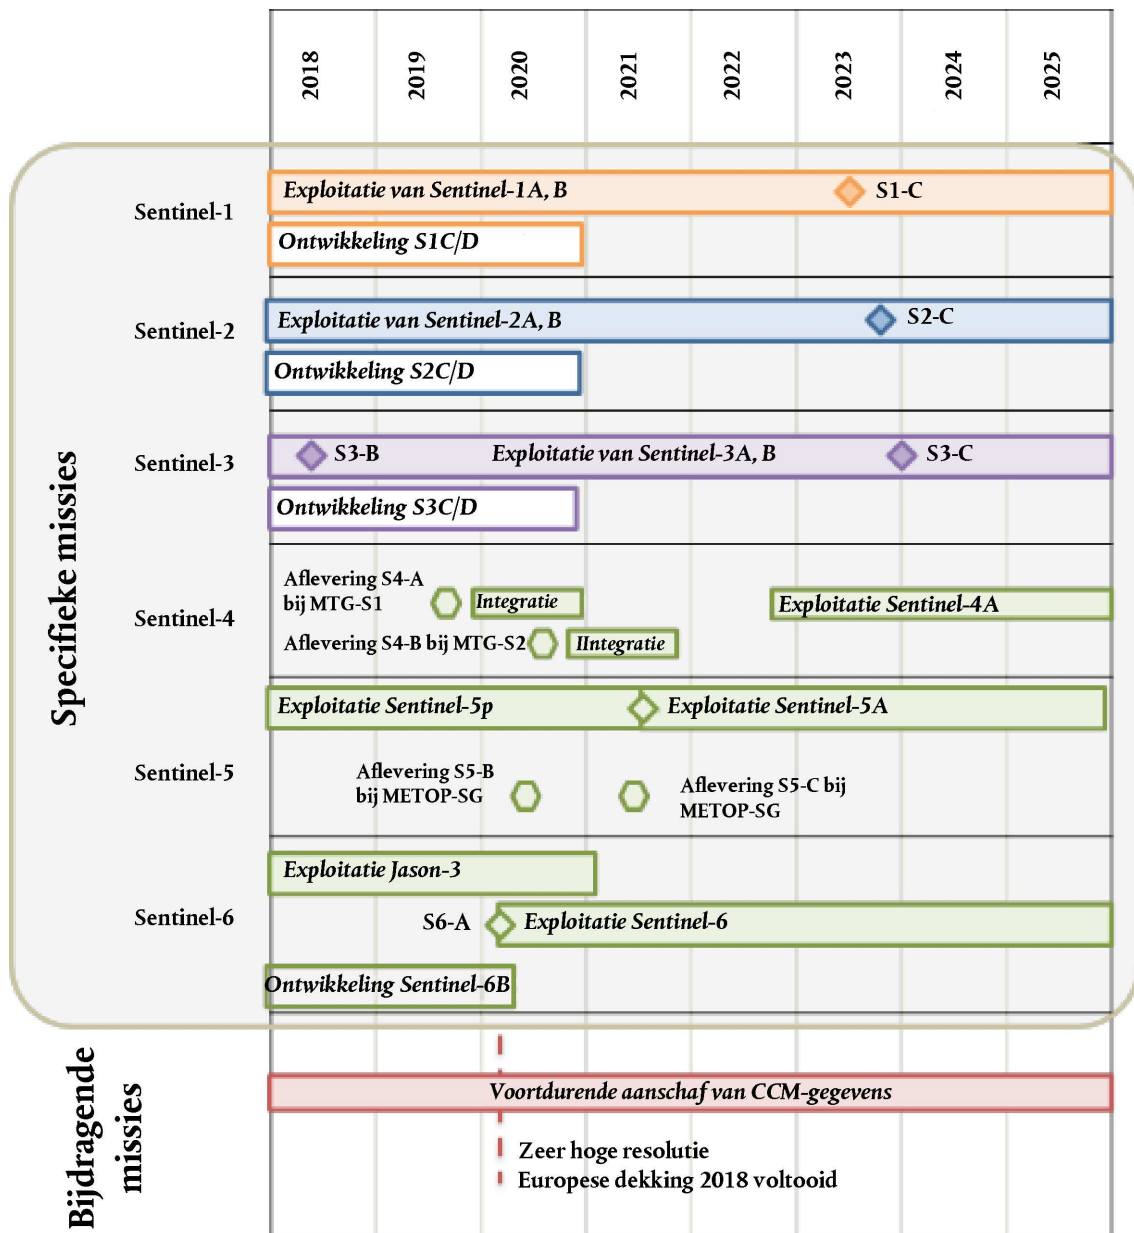 2018 2019 2020 2021 2022 2023 2024 2025
Specifieke missies
Sentinel-1
Exploitatie van Sentinel-1A, B
S1-C
Ontwikkeling S1C/D
Sentinel-2
Exploitatie van Sentinel-2A, B
S2-C
Ontwikkeling S2C/D
Sentinel-3
S3-B
Exploitatie van Sentinel-3A, B
S3-C
Ontwikkeling S3C/D
Sentinel-4
Aflevering S4-A
bij MTG-S1
Integratie
Exploitatie Sentinel-4A
Aflevering S4-B bij MTG-S2
IIntegratie
Sentinel-5
Exploitatie Sentinel-5p
Exploitatie Sentinel-5A
Aflevering S5-B
bij METOP-SG
Aflevering S5-C bij
METOP-SG
Sentinel-6
Exploitatie Jason-3
S6-A
Exploitatie Sentinel-6
Ontwikkeling Sentinel-6B
Bijdragende
missies
Voortdurende aanschaf van CCM-gegevens
Zeer hoge resolutie
Europese dekking 2018 voltooid